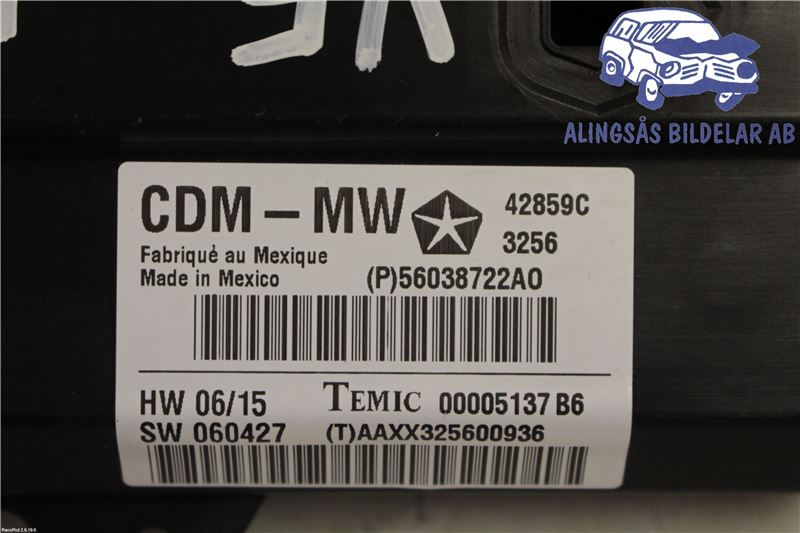 ALINGSÅS BILDELAR AB
CDM-MW
42859C
3256
Fabriqué au Mexique
Made in Mexico
(P)56038722AO
HW 06/15
TEMIC 00005137 B6
SW 060427
(T)AAXX325600936